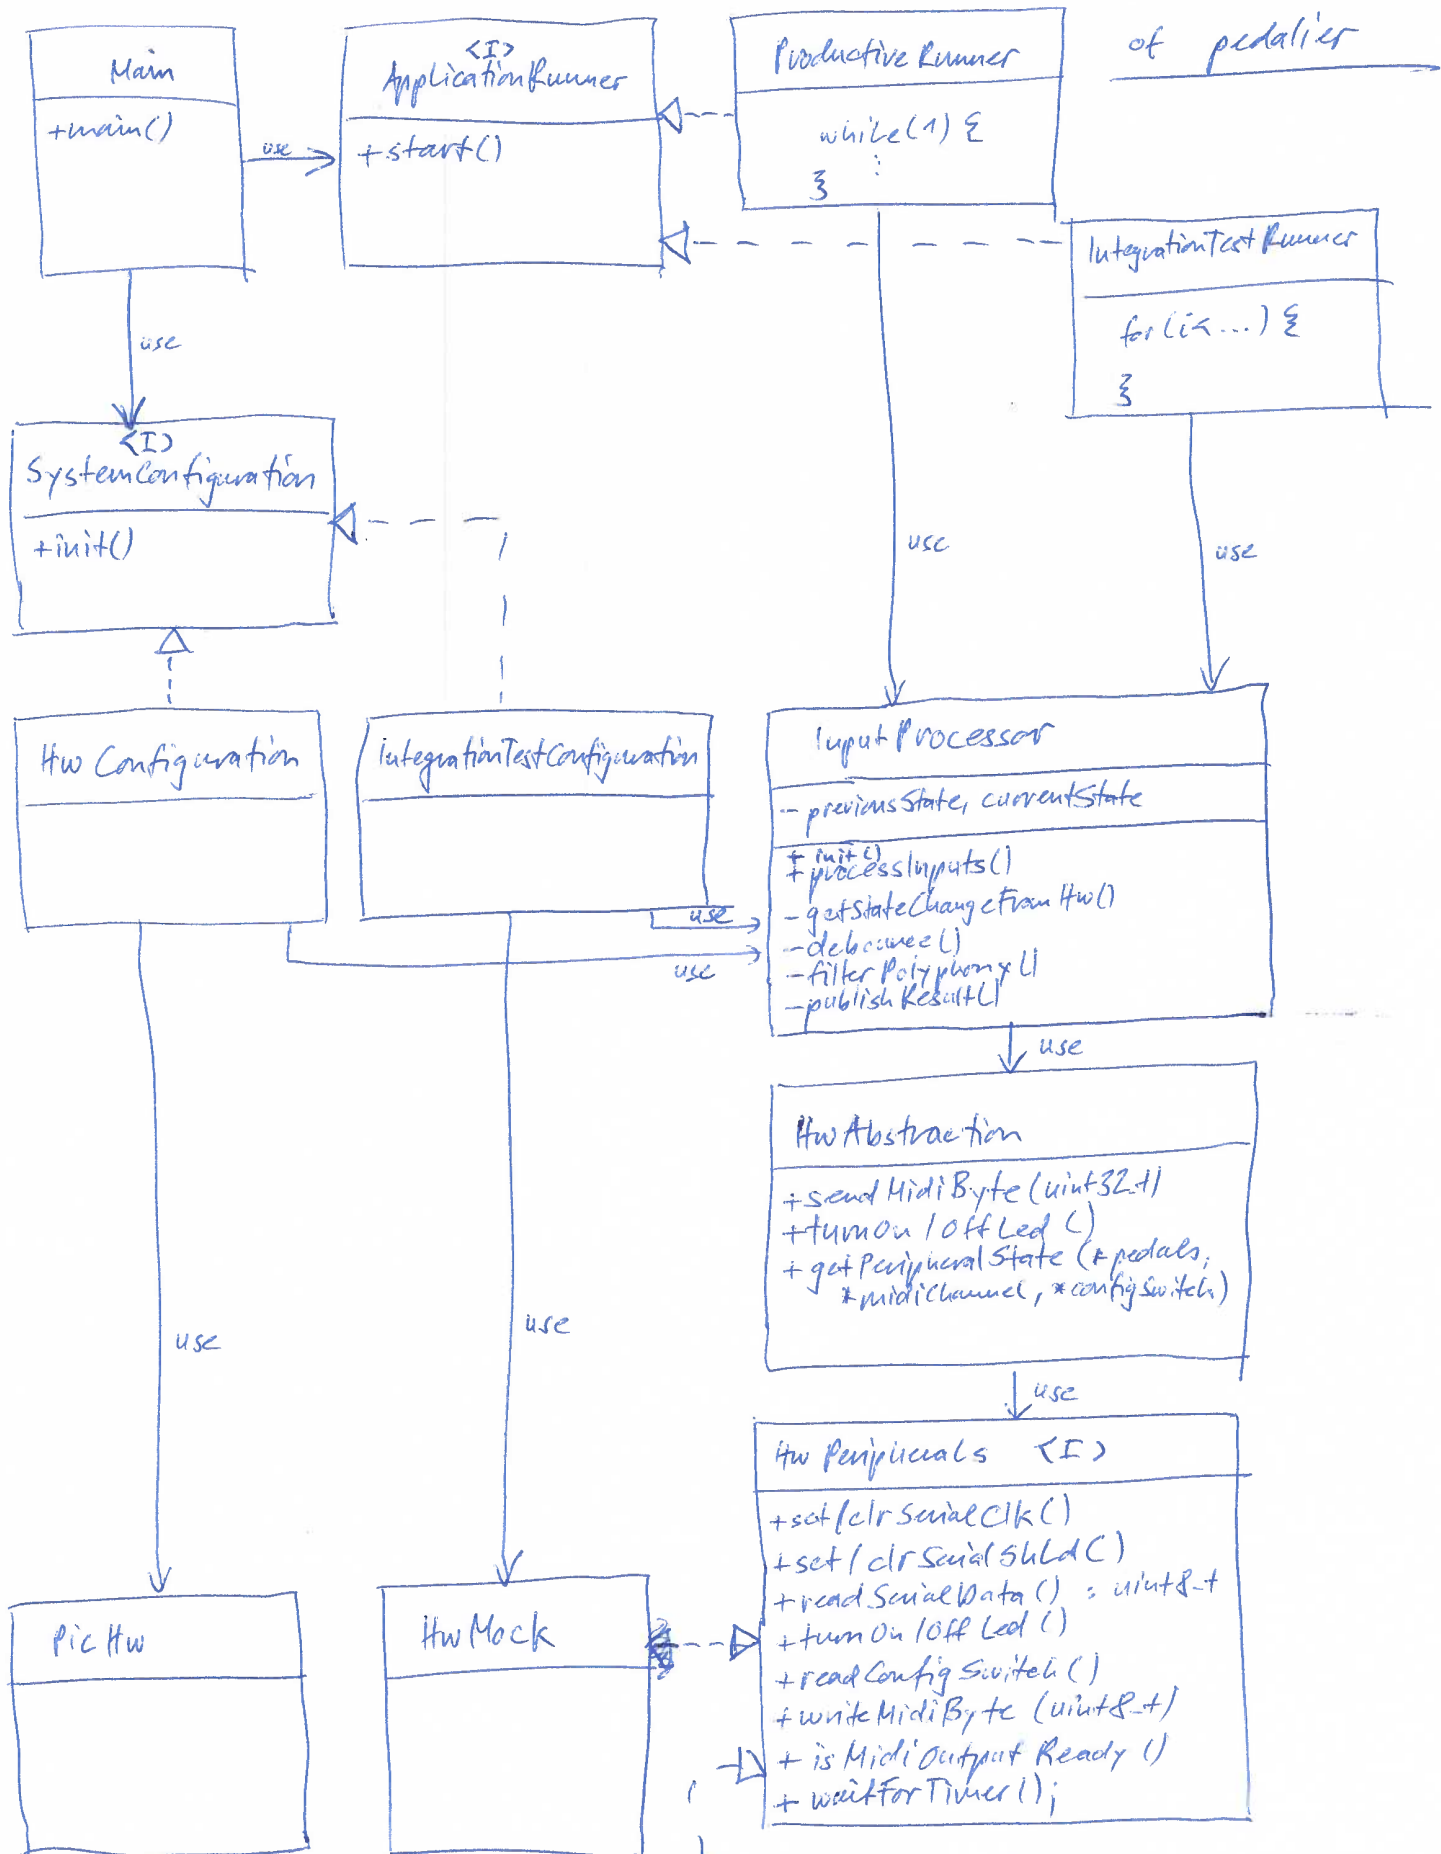 of pedalier
Main
+main()
use
<I>
ApplicationRunner
+start()
ProductiveRunner
while(1) {
⋮
}
IntegrationTestRunner
for(i<...) {
}
use
<I>
SystemConfiguration
+init()
use
use
HwConfiguration
IntegrationTestConfiguration
InputProcessor
- previousState, currentState
+ init()
+ processInputs()
- getStateChangeFromHw()
- debounce()
- filterPolyphony()
- publishResult()
use
use
use
HwAbstraction
+sendMidiByte(uint32_t)
+turnOn/OffLed()
+getPeripheralState(*pedals,
*midiChannel, *configSwitch)
use
use
use
HwPeripherals <I>
+set/clrSerialClk()
+set/clrSerialShLd()
+readSerialData() : uint8_t
+turnOn/OffLed()
+readConfigSwitch()
+writeMidiByte(uint8_t)
+ isMidiOutputReady()
+ waitForTimer();
PicHw
HwMock